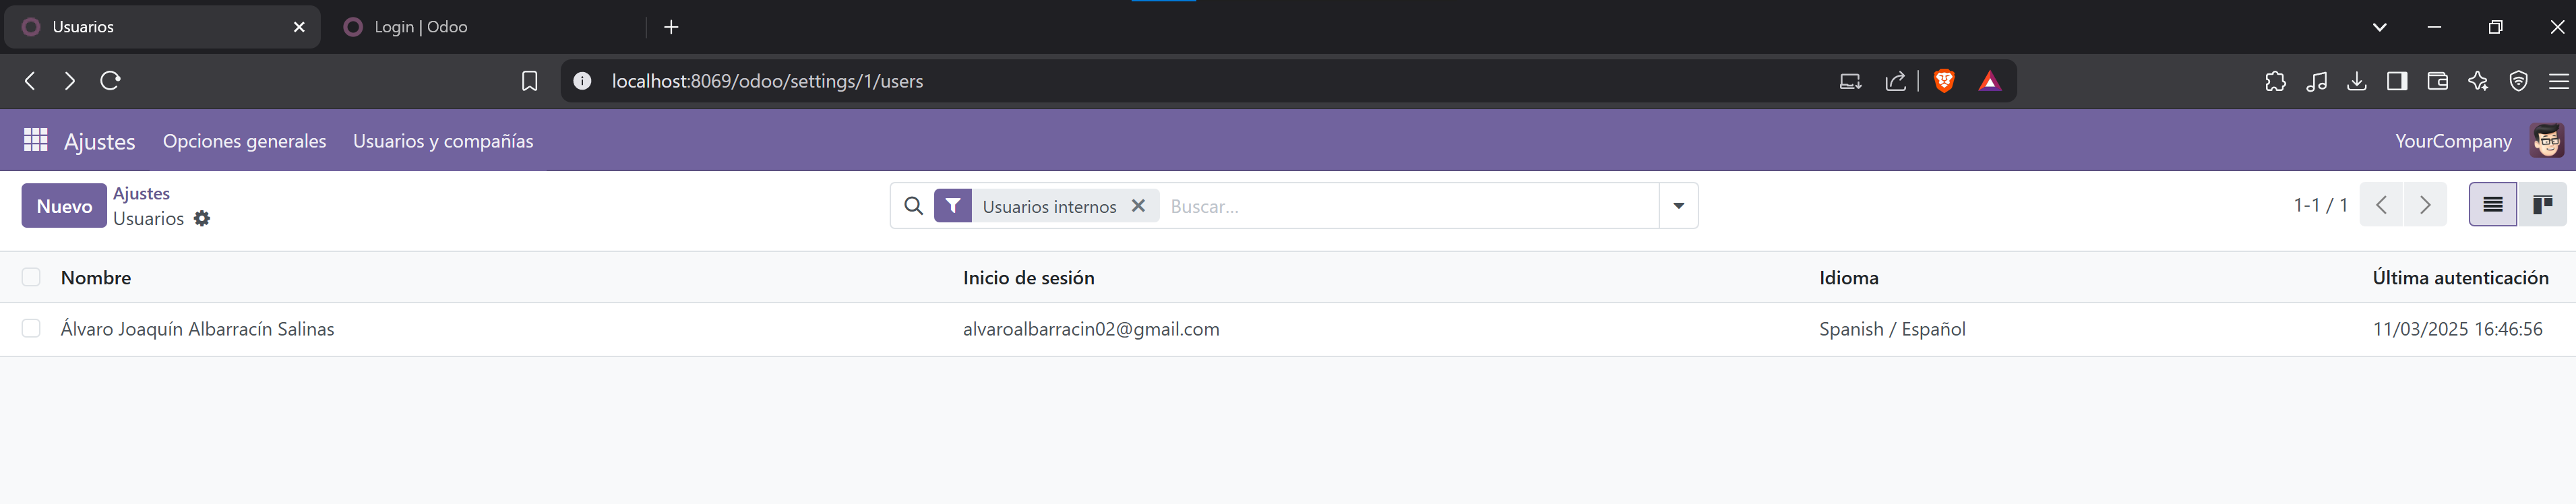 Usuarios
Login | Odoo
localhost:8069/odoo/settings/1/users
Ajustes Opciones generales Usuarios y compañías YourCompany
Nuevo Ajustes
Usuarios
Usuarios internos Buscar...
1-1 / 1
Nombre Inicio de sesión Idioma Última autenticación
Álvaro Joaquín Albarracín Salinas alvaroalbarracin02@gmail.com Spanish / Español 11/03/2025 16:46:56